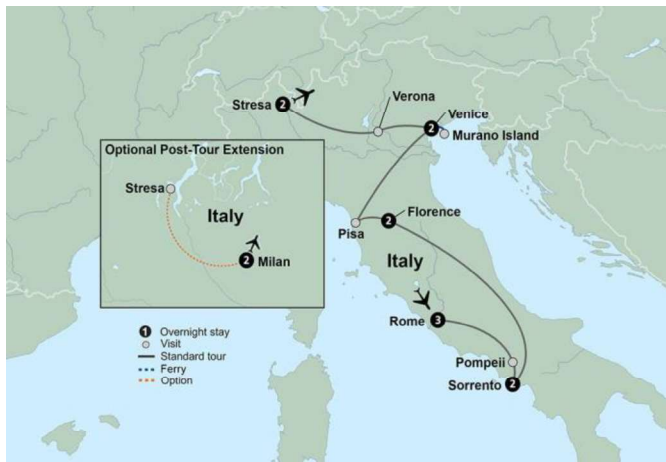 Verona
Stresa 2
Venice
2
Murano Island
Optional Post-Tour Extension
Stresa
Italy
2 Milan
Florence
2
Pisa
Italy
Rome 3
Pompeii
Sorrento 2
1 Overnight stay
Visit
Standard tour
Ferry
Option